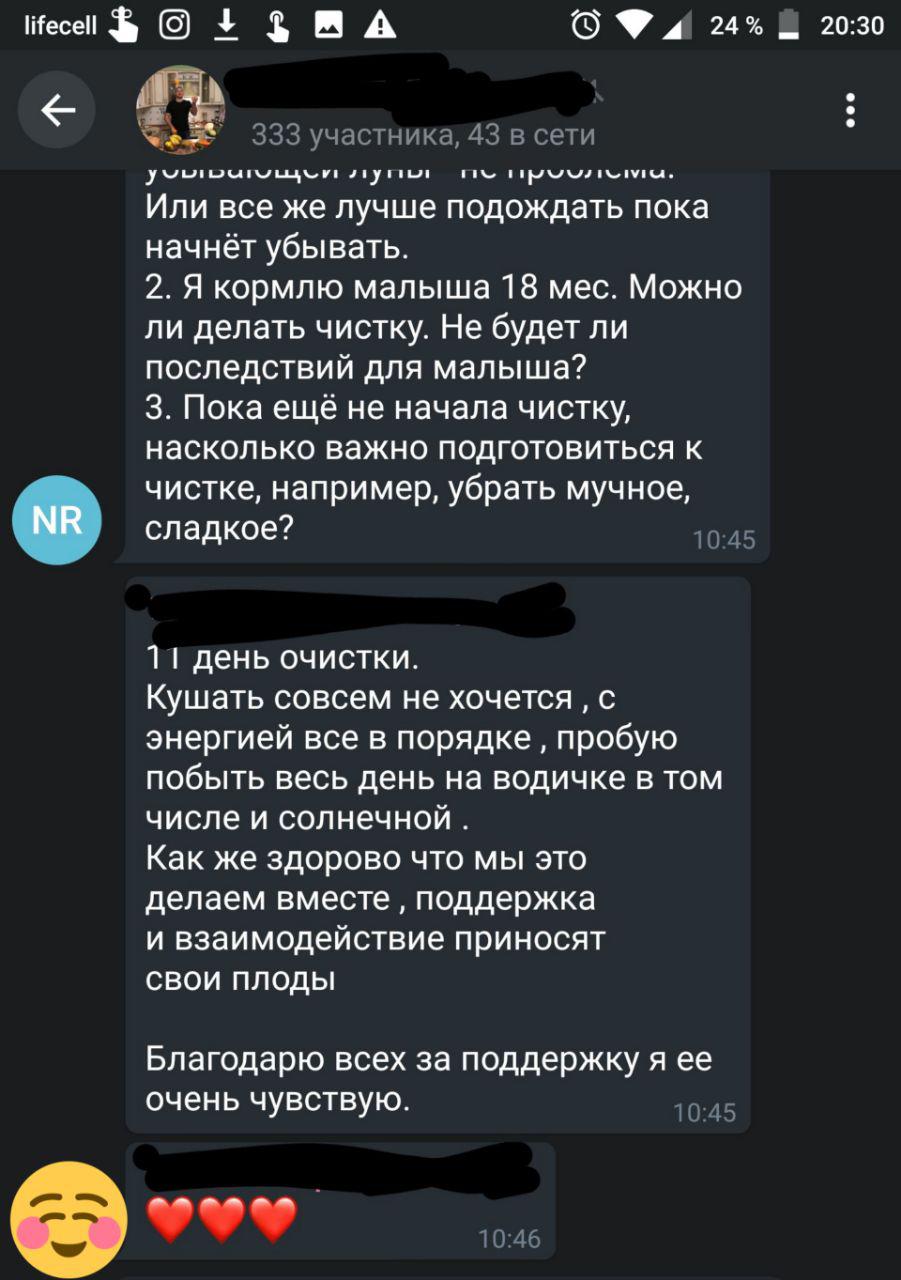 lifecell 24 % 20:30
333 участника, 43 в сети
убывающей луны - не проблема.
Или все же лучше подождать пока
начнёт убывать.
2. Я кормлю малыша 18 мес. Можно
ли делать чистку. Не будет ли
последствий для малыша?
3. Пока ещё не начала чистку,
насколько важно подготовиться к
чистке, например, убрать мучное,
сладкое?
10:45
NR
11 день очистки.
Кушать совсем не хочется , с
энергией все в порядке , пробую
побыть весь день на водичке в том
числе и солнечной .
Как же здорово что мы это
делаем вместе , поддержка
и взаимодействие приносят
свои плоды
Благодарю всех за поддержку я ее
очень чувствую.
10:45
10:46